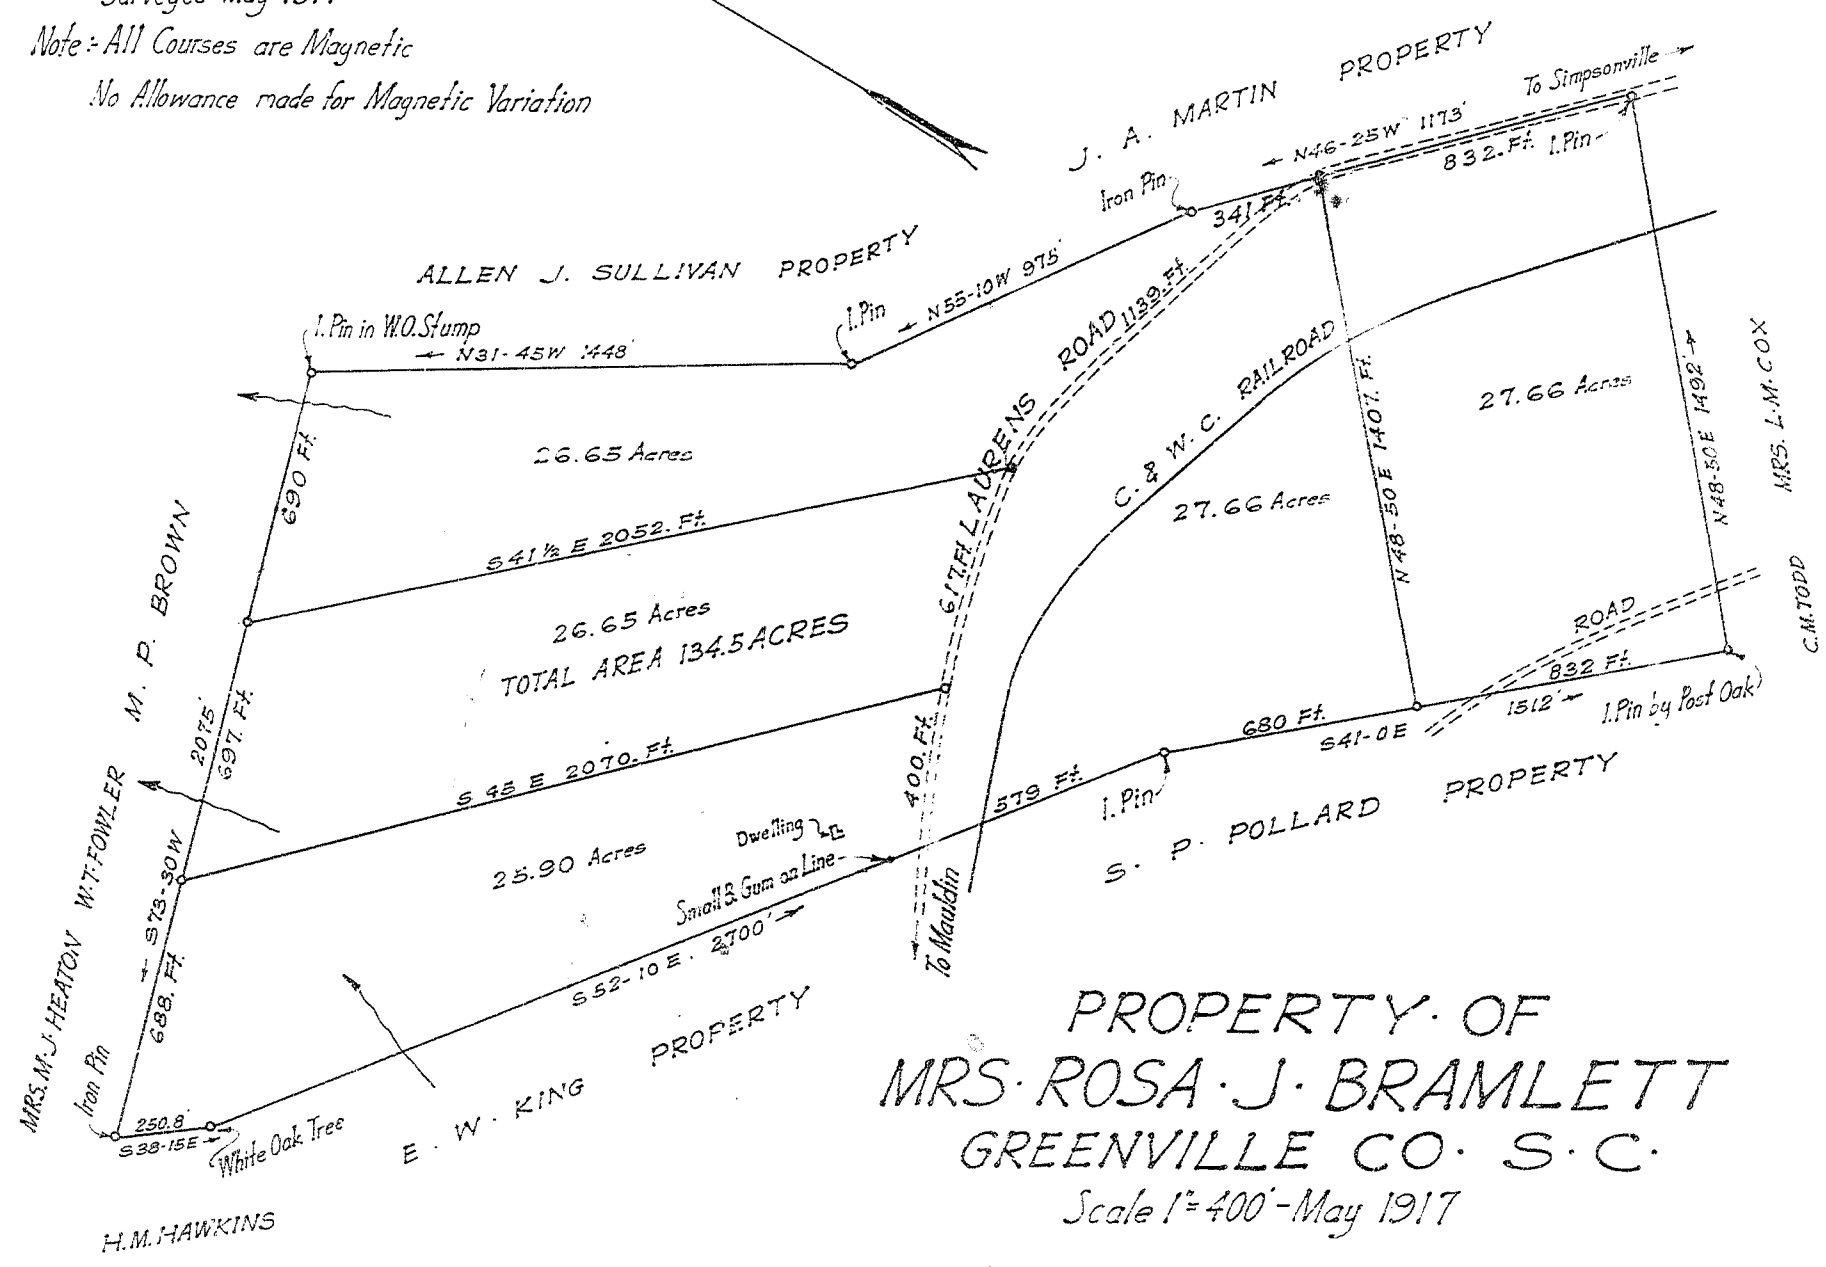 Note:- All Courses are Magnetic
No Allowance made for Magnetic Variation
J. A. MARTIN PROPERTY
To Simpsonville
N46-25W 1173'
832. Ft.
I.Pin
Iron Pin
341 Ft.
ALLEN J. SULLIVAN PROPERTY
I.Pin in W.O.Stump
N31-45W 1448'
I.Pin
N55-10W 975'
LAURENS ROAD
1139. Ft.
617. Ft.
400. Ft.
To Mauldin
C. & W. C. RAILROAD
27.66 Acres
27.66 Acres
N48-50E 1407. Ft.
N48-50E 1492'
MRS. L. M. COX
C.M. TODD
ROAD
690 Ft.
26.65 Acres
S41½ E 2052. Ft.
26.65 Acres
TOTAL AREA 134.5 ACRES
S 45 E 2070. Ft.
25.90 Acres
M. P. BROWN
W.T. FOWLER
MRS. M. J. HEATON
2075'
697. Ft.
S73-30W
688. Ft.
Iron Pin
250.8'
S38-15E
White Oak Tree
H.M. HAWKINS
Dwelling
Small B. Gum on Line
S52-10E. 2700'
E. W. KING PROPERTY
579 Ft.
I.Pin
680 Ft.
S41-0E
1512'
832 Ft.
I.Pin by Post Oak
S. P. POLLARD PROPERTY
PROPERTY OF
MRS. ROSA. J. BRAMLETT
GREENVILLE CO. S.C.
Scale 1"=400'-May 1917